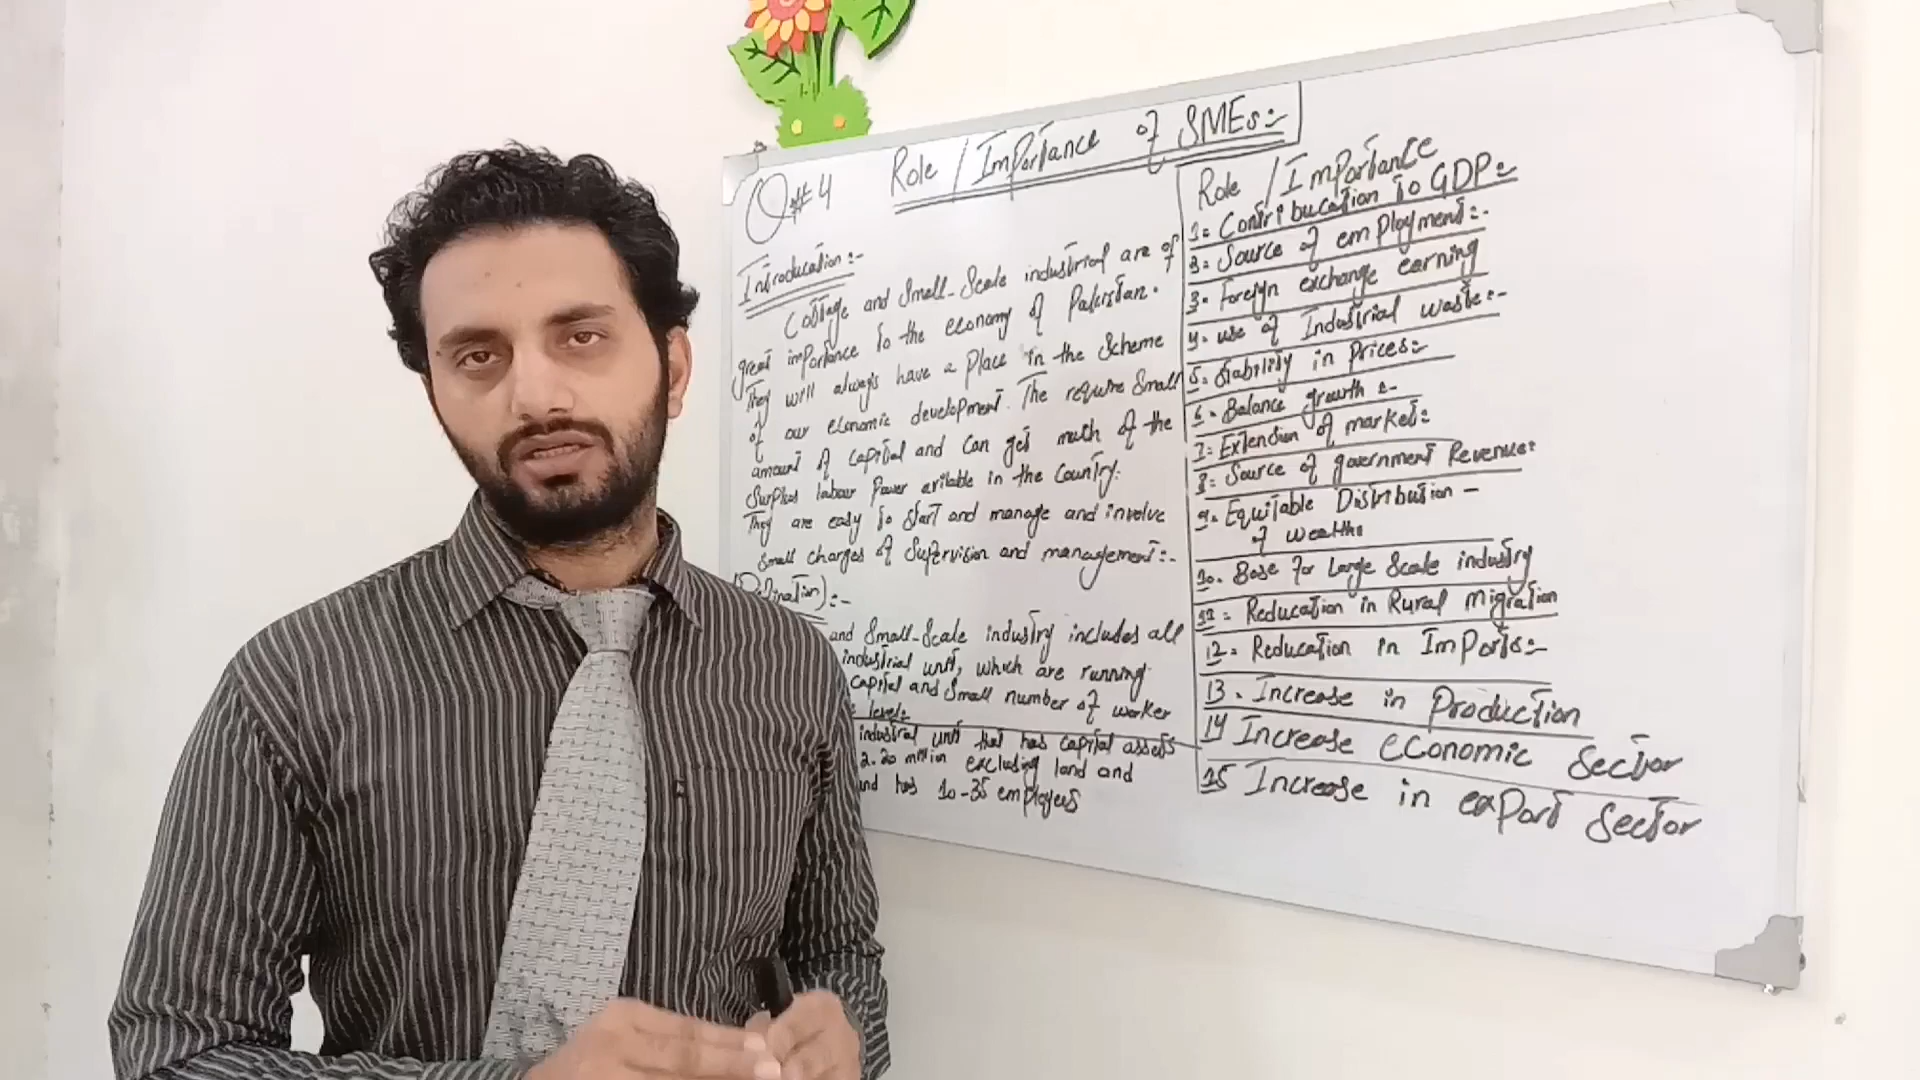 Q#4
Role / Importance of SMEs:-
Introducation:-
Cottage and Small-Scale industrial are of
great importance to the economy of Pakistan.
They will always have a Place in the Scheme
of our economic development. The require Small
amount of capital and can get much of the
Surplus labour Power avilable in the Country.
They are easy to start and manage and involve
Small charges of Supervision and management:-
and Small-Scale industry includes all
industrial unit, which are running
capital and Small number of worker
level:-
industral unit that has capital assets
2.20 million excluding land and
has 10-35 employees
Role / Importance
1:- Contribucation to GDP:-
2:- Source of employment:-
3:- Foreign exchange earning
4:- use of Industrial waste:-
5:- Stability in Prices:-
6:- Balance growth:-
7:- Extension of market:-
8:- Source of government Revenue:-
9:- Equitable Distribution -
of wealth
10. Base for Large Scale industry
11:- Reducation in Rural Migration
12:- Reducation in Imports:-
13. Increase in Production
14 Increase economic Sector
15 Increase in export Sector